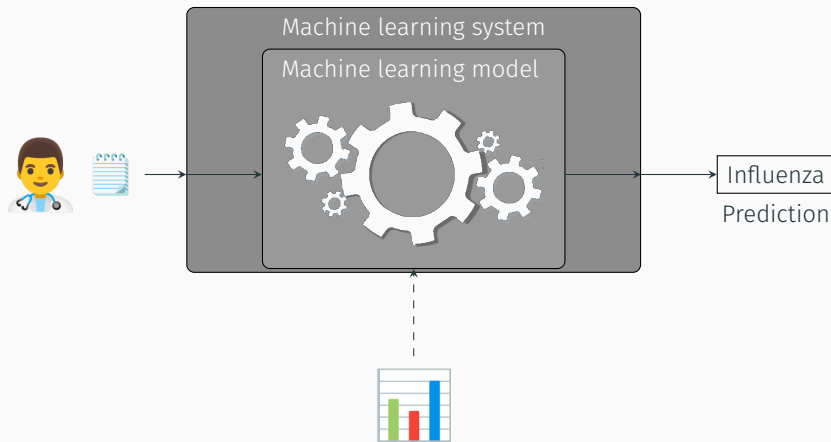 Machine learning system
Machine learning model
Influenza
Prediction